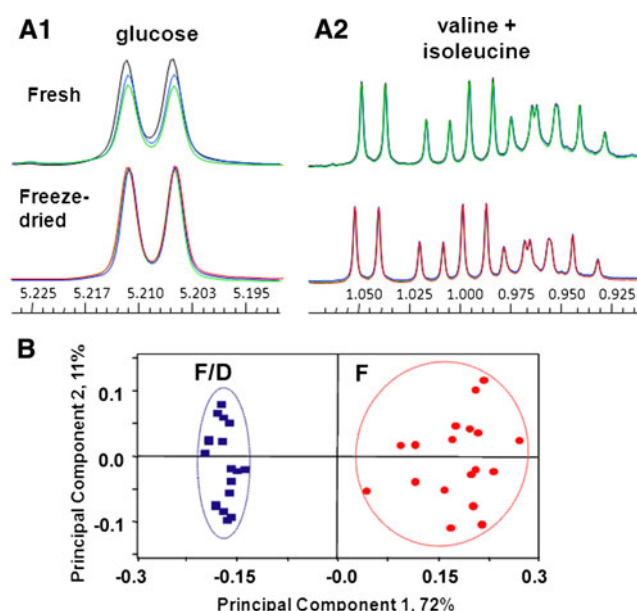 A1
glucose
Fresh
Freeze-
dried
5.225 5.217 5.210 5.203 5.195
A2
valine +
isoleucine
1.050 1.025 1.000 0.975 0.950 0.925
B
Principal Component 2, 11%
0.1
0.0
-0.1
F/D
F
-0.3 -0.15 -0.0 0.15 0.3
Principal Component 1, 72%